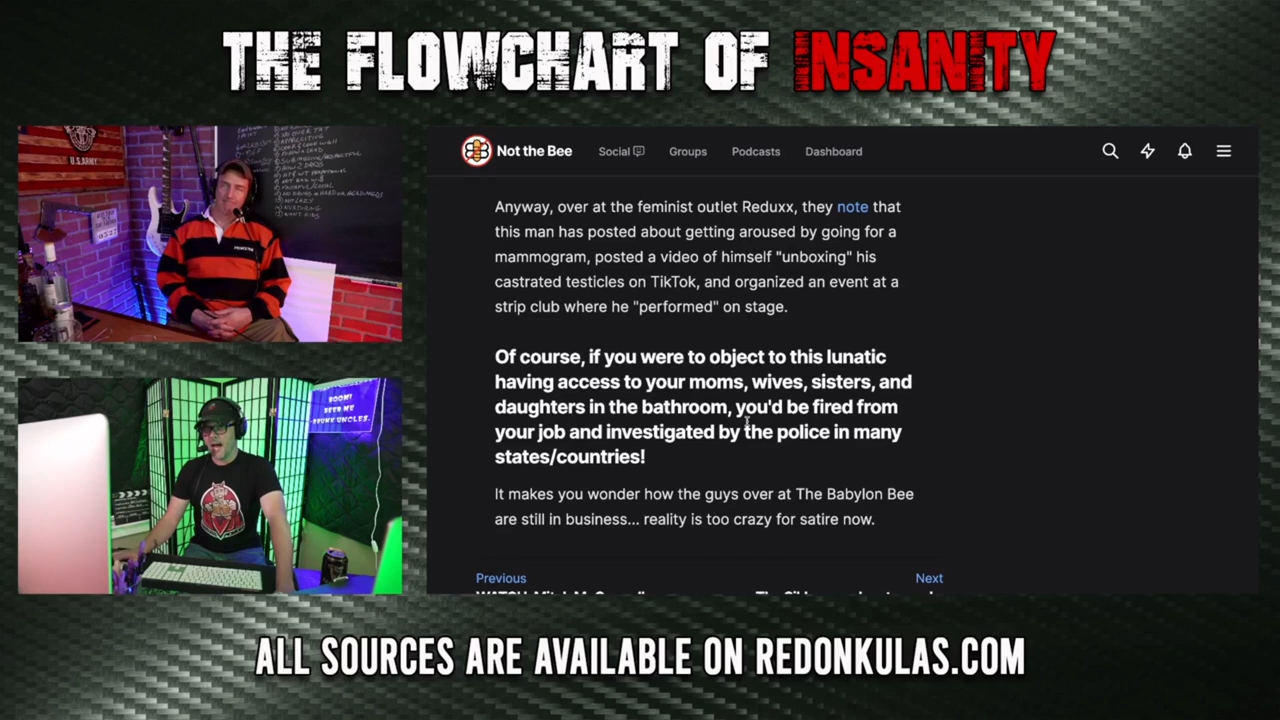 THE FLOWCHART OF INSANITY
U.S. ARMY
BOOM!
BEER ME
DRUNK UNCLES.
Not the Bee
Social
Groups
Podcasts
Dashboard
Anyway, over at the feminist outlet Reduxx, they note that
this man has posted about getting aroused by going for a
mammogram, posted a video of himself "unboxing" his
castrated testicles on TikTok, and organized an event at a
strip club where he "performed" on stage.
Of course, if you were to object to this lunatic
having access to your moms, wives, sisters, and
daughters in the bathroom, you'd be fired from
your job and investigated by the police in many
states/countries!
It makes you wonder how the guys over at The Babylon Bee
are still in business... reality is too crazy for satire now.
Previous
Next
ALL SOURCES ARE AVAILABLE ON REDONKULAS.COM